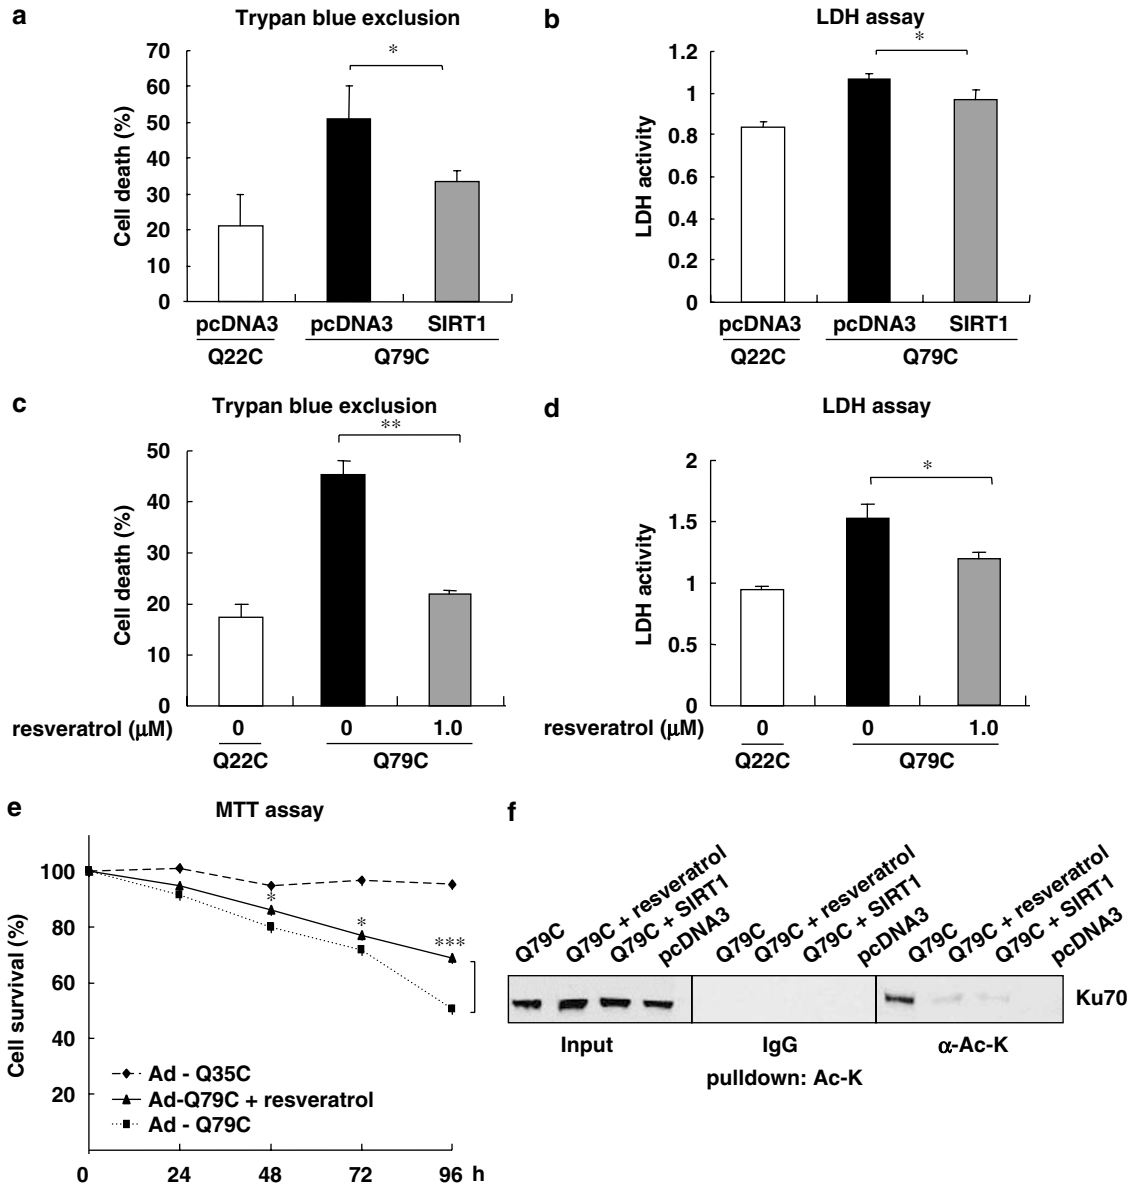 a
Trypan blue exclusion
Cell death (%)
70
60
50
40
30
20
10
0
*
pcDNA3 pcDNA3 SIRT1
Q22C Q79C
b
LDH assay
LDH activity
1.2
1
0.8
0.6
0.4
0.2
0
*
pcDNA3 pcDNA3 SIRT1
Q22C Q79C
c
Trypan blue exclusion
Cell death (%)
50
40
30
20
10
0
**
resveratrol (μM) 0 0 1.0
Q22C Q79C
d
LDH assay
LDH activity
2
1.5
1
0.5
0
*
0 0 1.0
Q22C Q79C
e
MTT assay
Cell survival (%)
100
80
60
40
20
*
*
***
Ad - Q35C
Ad-Q79C + resveratrol
Ad - Q79C
0 24 48 72 96 h
f
Q79C
Q79C + resveratrol
Q79C + SIRT1
pcDNA3
Q79C
Q79C + resveratrol
Q79C + SIRT1
pcDNA3
Q79C
Q79C + resveratrol
Q79C + SIRT1
pcDNA3
Ku70
Input IgG α-Ac-K
pulldown: Ac-K